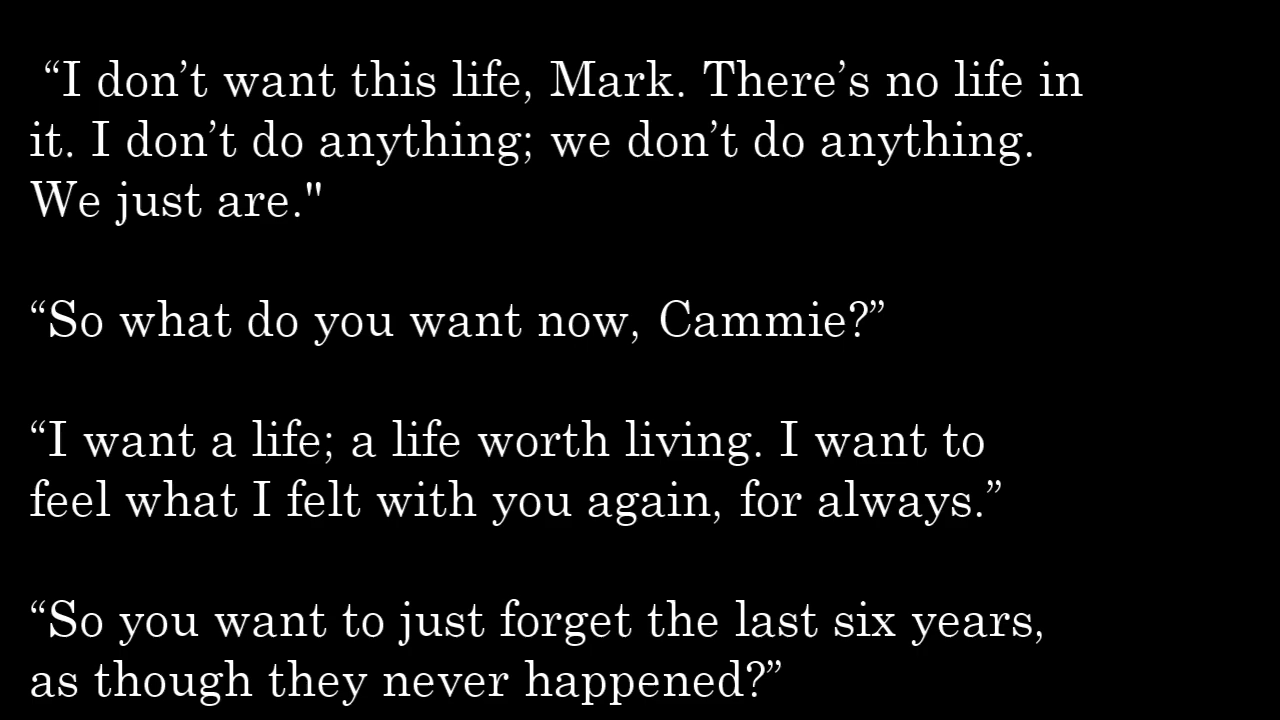 “I don’t want this life, Mark. There’s no life in
it. I don’t do anything; we don’t do anything.
We just are."
“So what do you want now, Cammie?”
“I want a life; a life worth living. I want to
feel what I felt with you again, for always.”
“So you want to just forget the last six years,
as though they never happened?”